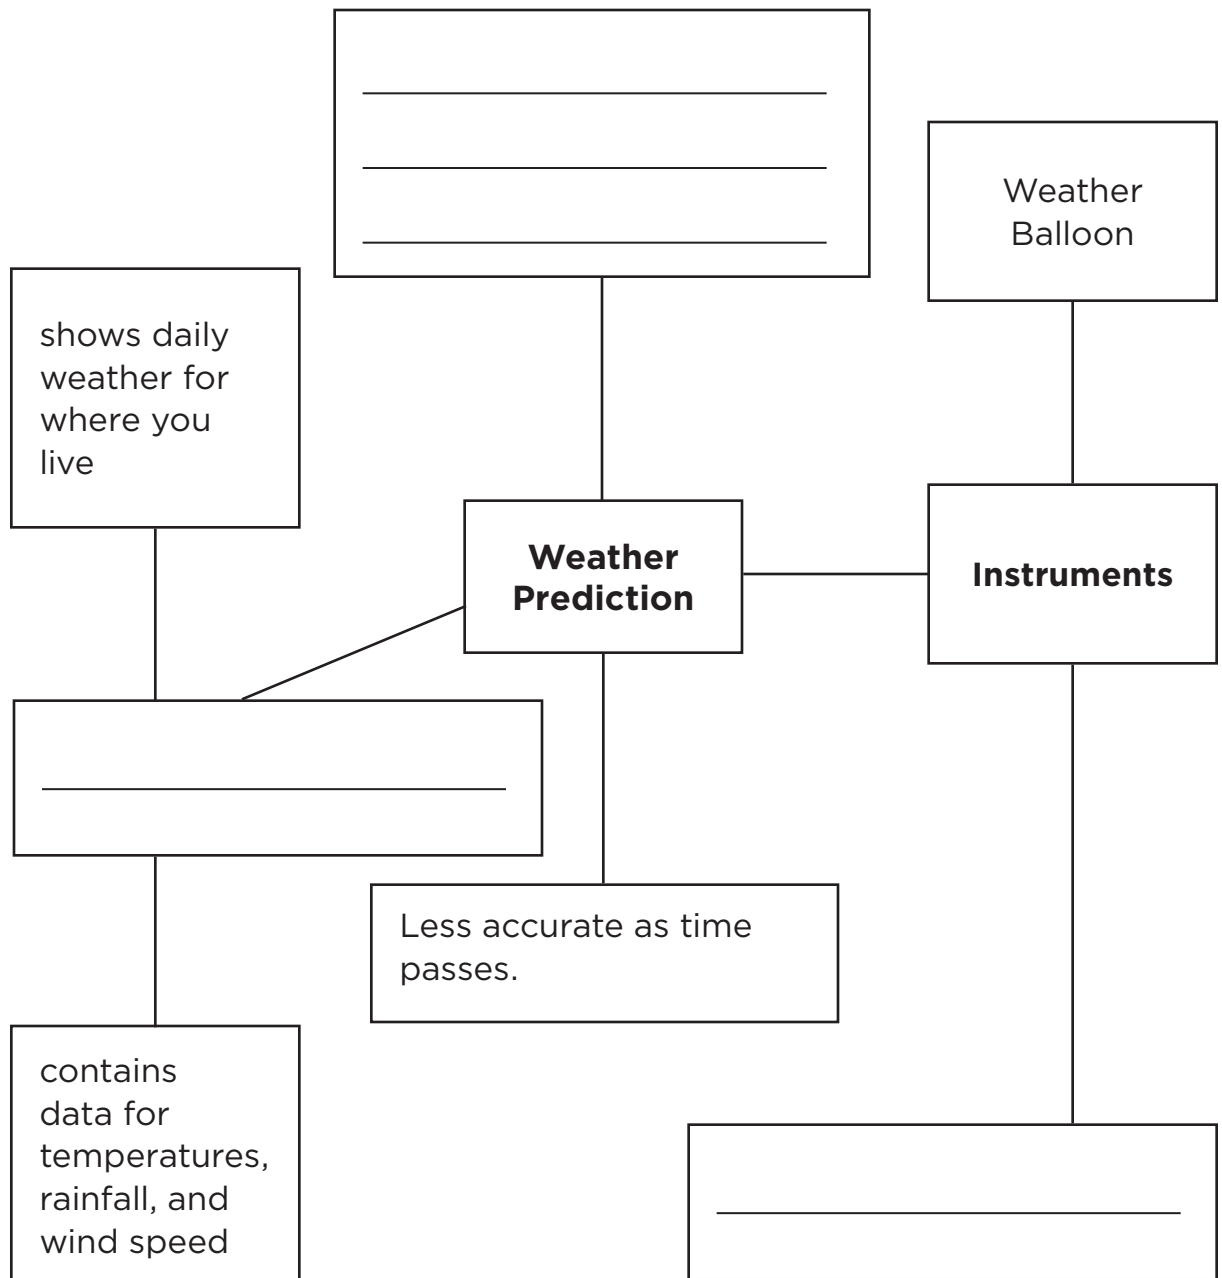 Weather
Balloon
shows daily
weather for
where you
live
Weather
Prediction
Instruments
Less accurate as time
passes.
contains
data for
temperatures,
rainfall, and
wind speed